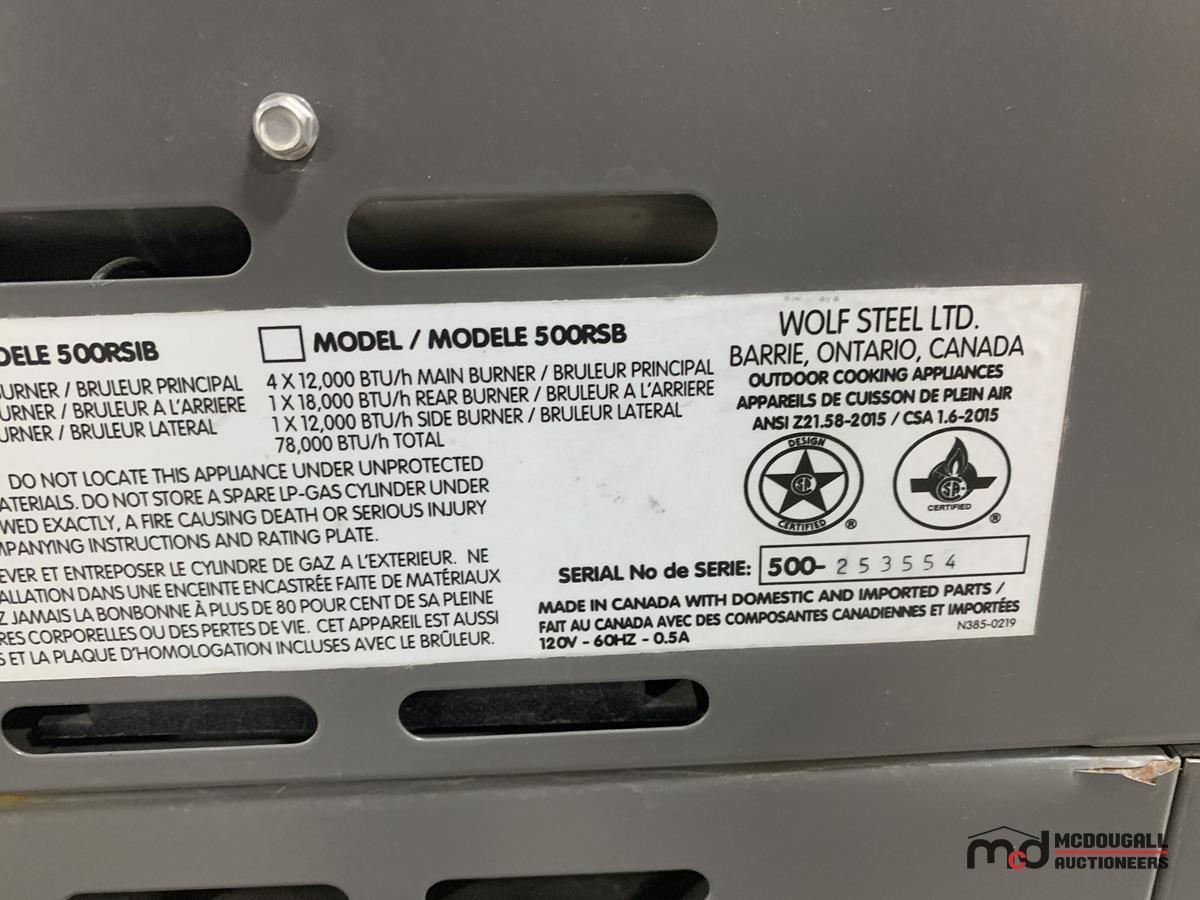 DELE 500RSIB
BURNER / BRULEUR PRINCIPAL
BURNER / BRULEUR A L'ARRIERE
BURNER / BRULEUR LATERAL
MODEL / MODELE 500RSB
4 X 12,000 BTU/h MAIN BURNER / BRULEUR PRINCIPAL
1 X 18,000 BTU/h REAR BURNER / BRULEUR A L'ARRIERE
1 X 12,000 BTU/h SIDE BURNER / BRULEUR LATERAL
78,000 BTU/h TOTAL
DO NOT LOCATE THIS APPLIANCE UNDER UNPROTECTED
ATERIALS. DO NOT STORE A SPARE LP-GAS CYLINDER UNDER
WED EXACTLY, A FIRE CAUSING DEATH OR SERIOUS INJURY
MPANYING INSTRUCTIONS AND RATING PLATE.
EVER ET ENTREPOSER LE CYLINDRE DE GAZ A L'EXTERIEUR. NE
ALLATION DANS UNE ENCEINTE ENCASTRÉE FAITE DE MATÉRIAUX
Z JAMAIS LA BONBONNE À PLUS DE 80 POUR CENT DE SA PLEINE
RES CORPORELLES OU DES PERTES DE VIE. CET APPAREIL EST AUSSI
S ET LA PLAQUE D'HOMOLOGATION INCLUSES AVEC LE BRÛLEUR.
WOLF STEEL LTD.
BARRIE, ONTARIO, CANADA
OUTDOOR COOKING APPLIANCES
APPAREILS DE CUISSON DE PLEIN AIR
ANSI Z21.58-2015 / CSA 1.6-2015
DESIGN
CERTIFIED ®
CERTIFIED ®
SERIAL No de SERIE: 500-253554
MADE IN CANADA WITH DOMESTIC AND IMPORTED PARTS /
FAIT AU CANADA AVEC DES COMPOSANTES CANADIENNES ET IMPORTÉES
120V - 60HZ - 0.5A
N385-0219
mcd MCDOUGALL
AUCTIONEERS